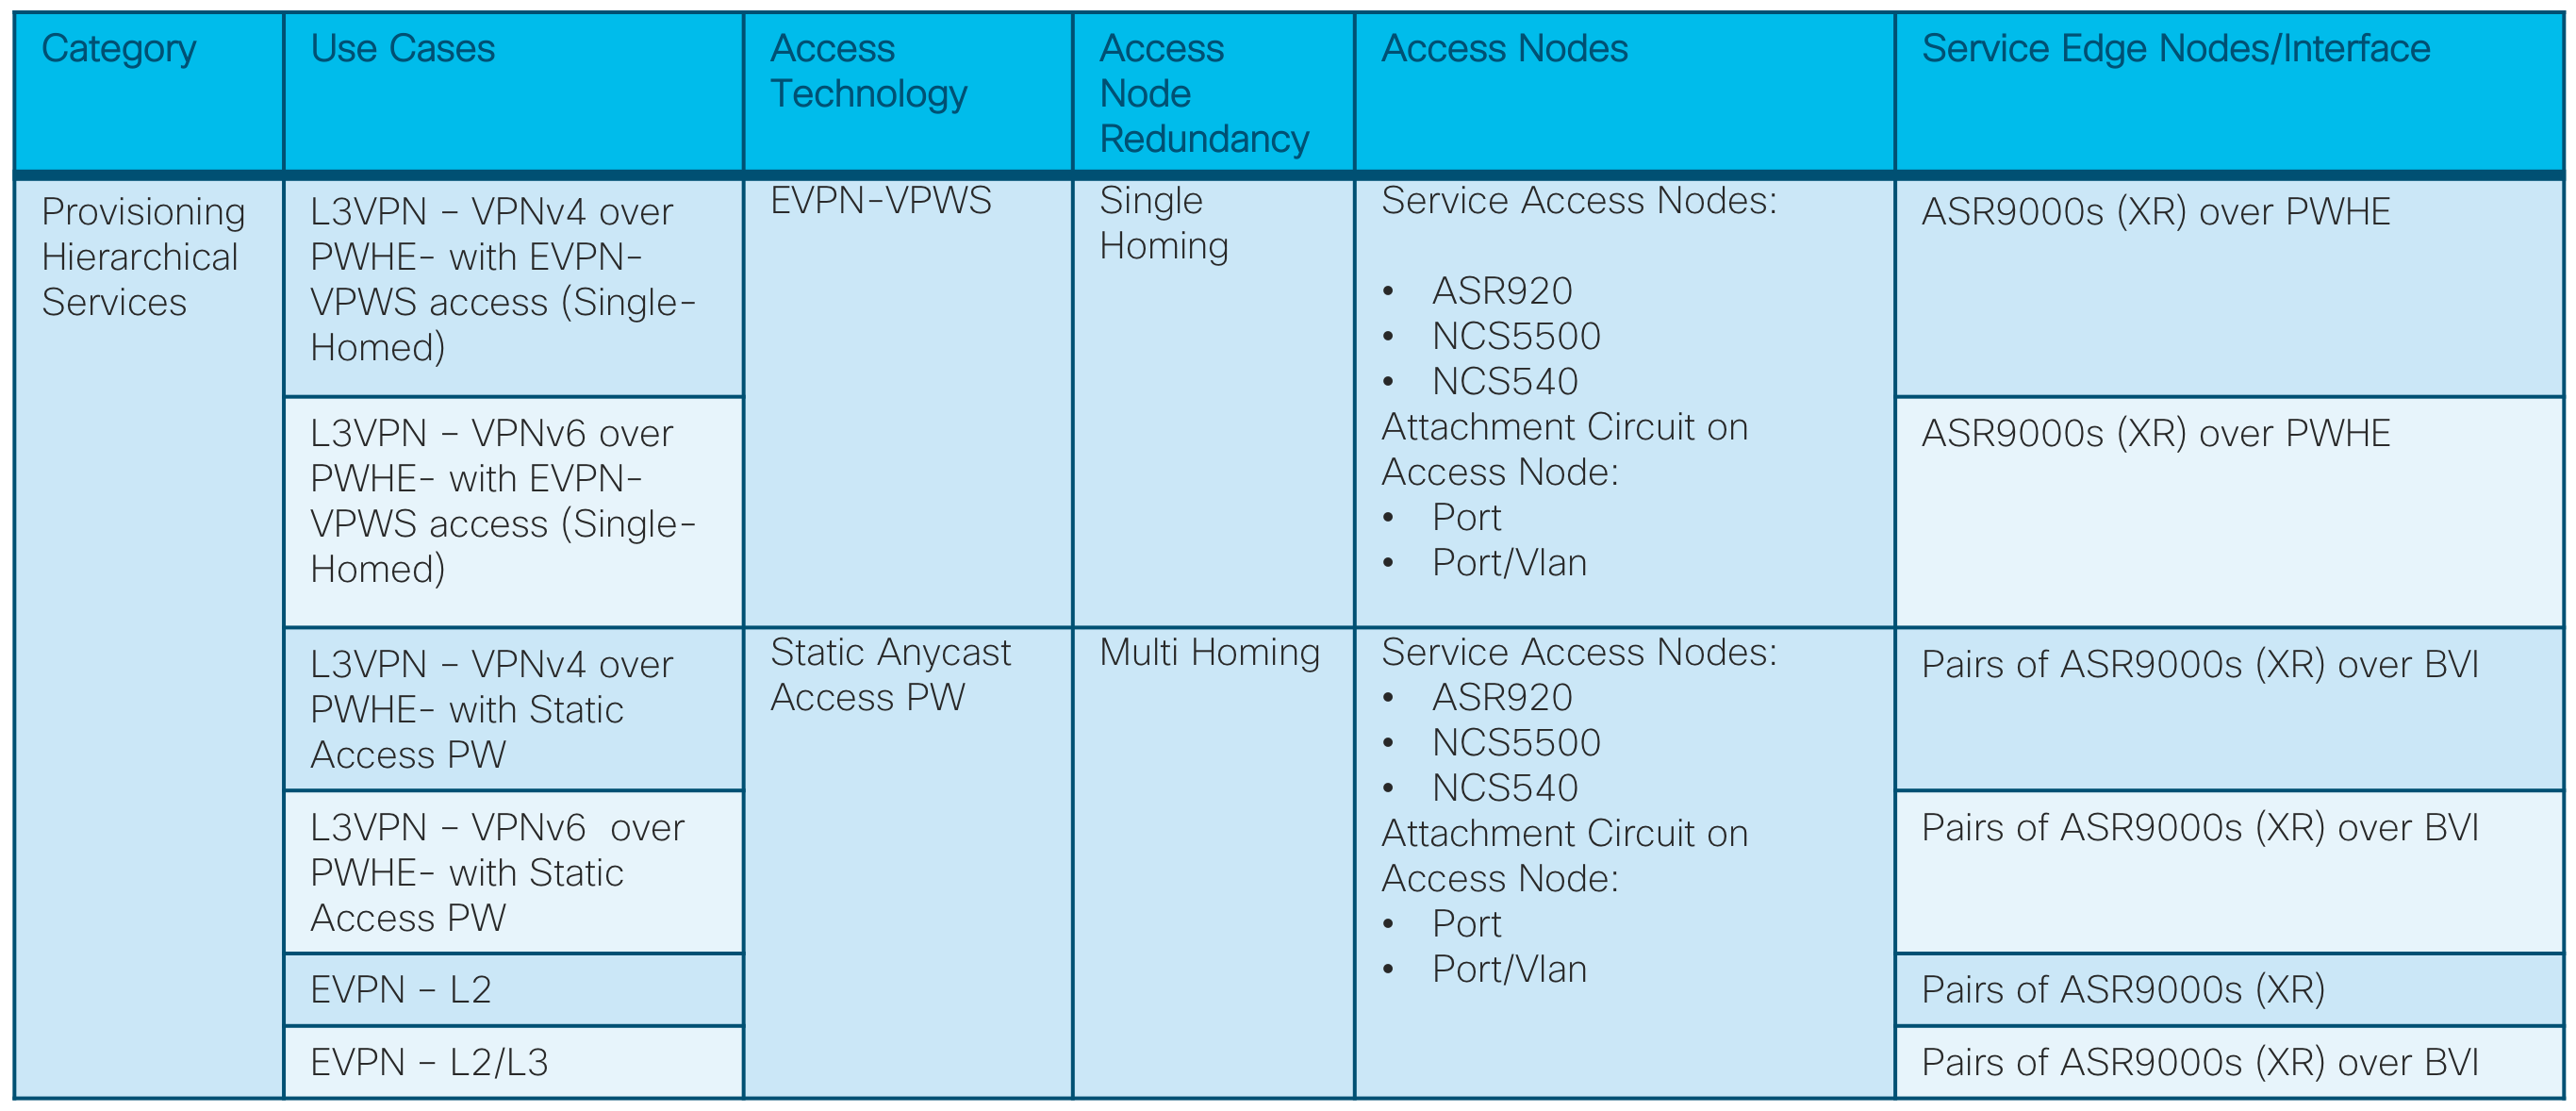 Category
Use Cases
Access
Technology
Access
Node
Redundancy
Access Nodes
Service Edge Nodes/Interface
Provisioning
Hierarchical
Services
L3VPN – VPNv4 over
PWHE- with EVPN-
VPWS access (Single-
Homed)
EVPN-VPWS
Single
Homing
Service Access Nodes:
• ASR920
• NCS5500
• NCS540
Attachment Circuit on
Access Node:
• Port
• Port/Vlan
ASR9000s (XR) over PWHE
L3VPN – VPNv6 over
PWHE- with EVPN-
VPWS access (Single-
Homed)
ASR9000s (XR) over PWHE
L3VPN – VPNv4 over
PWHE- with Static
Access PW
Static Anycast
Access PW
Multi Homing
Service Access Nodes:
• ASR920
• NCS5500
• NCS540
Attachment Circuit on
Access Node:
• Port
• Port/Vlan
Pairs of ASR9000s (XR) over BVI
L3VPN – VPNv6  over
PWHE- with Static
Access PW
Pairs of ASR9000s (XR) over BVI
EVPN – L2
Pairs of ASR9000s (XR)
EVPN – L2/L3
Pairs of ASR9000s (XR) over BVI